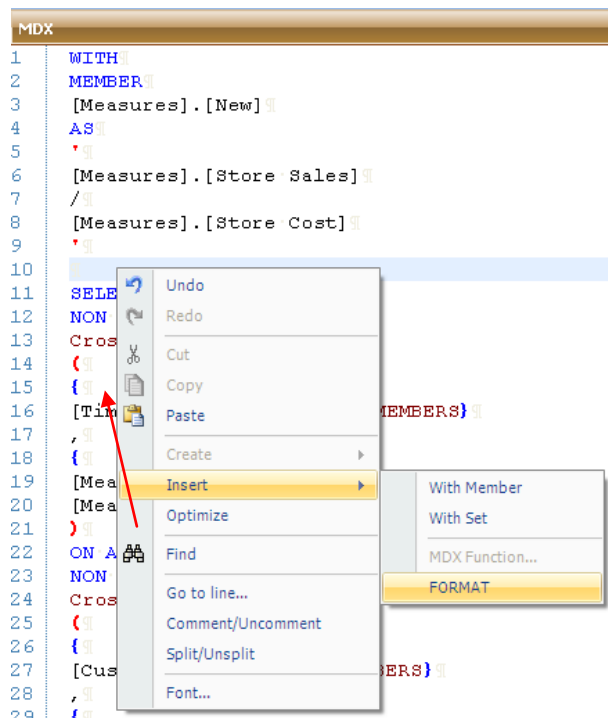 MDX
1 WITH
2 MEMBER
3 [Measures].[New]
4 AS
5 '
6 [Measures].[Store Sales]
7 /
8 [Measures].[Store Cost]
9 '
10
11 SELE
12 NON
13 Cros
14 (
15 {
16 [Tim MEMBERS}
17 ,
18 {
19 [Mea
20 [Mea
21 )
22 ON A
23 NON
24 Cros
25 (
26 {
27 [Cus BERS}
28 ,
29 {
Undo
Redo
Cut
Copy
Paste
Create
Insert
Optimize
Find
Go to line...
Comment/Uncomment
Split/Unsplit
Font...
With Member
With Set
MDX Function...
FORMAT